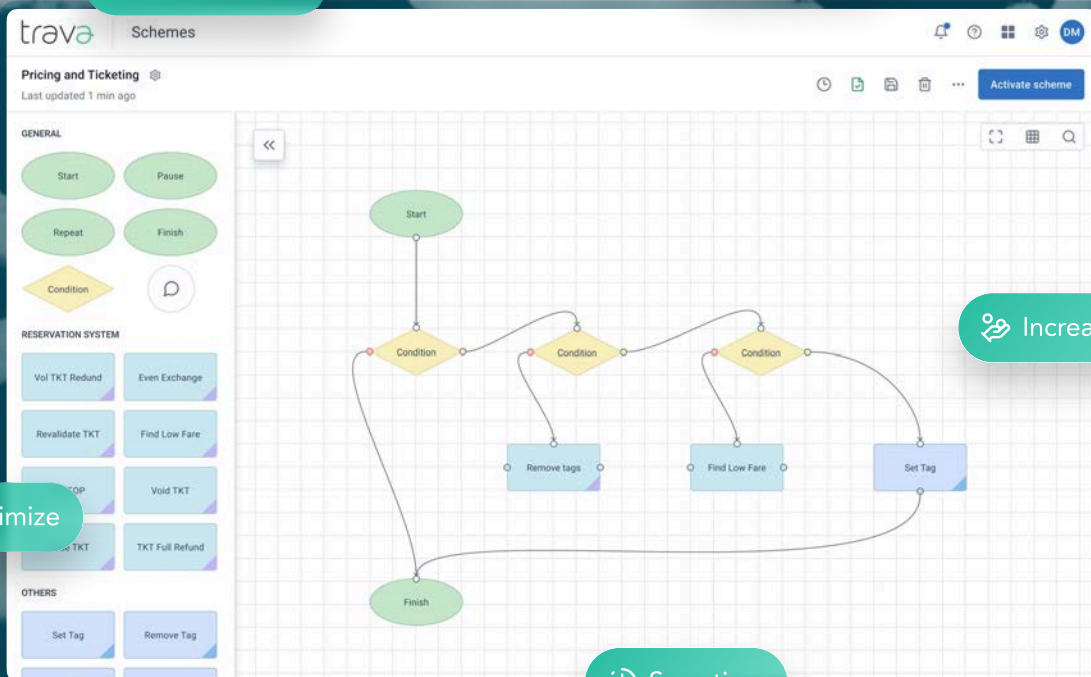 trava
Schemes
DM
Pricing and Ticketing
Last updated 1 min ago
Activate scheme
GENERAL
Start
Pause
Repeat
Finish
Condition
RESERVATION SYSTEM
Vol TKT Redund
Even Exchange
Revalidate TKT
Find Low Fare
Void TKT
TKT
TKT Full Refund
OTHERS
Set Tag
Remove Tag
Start
Condition
Condition
Condition
Remove tags
Find Low Fare
Set Tag
Finish
Increa
imize